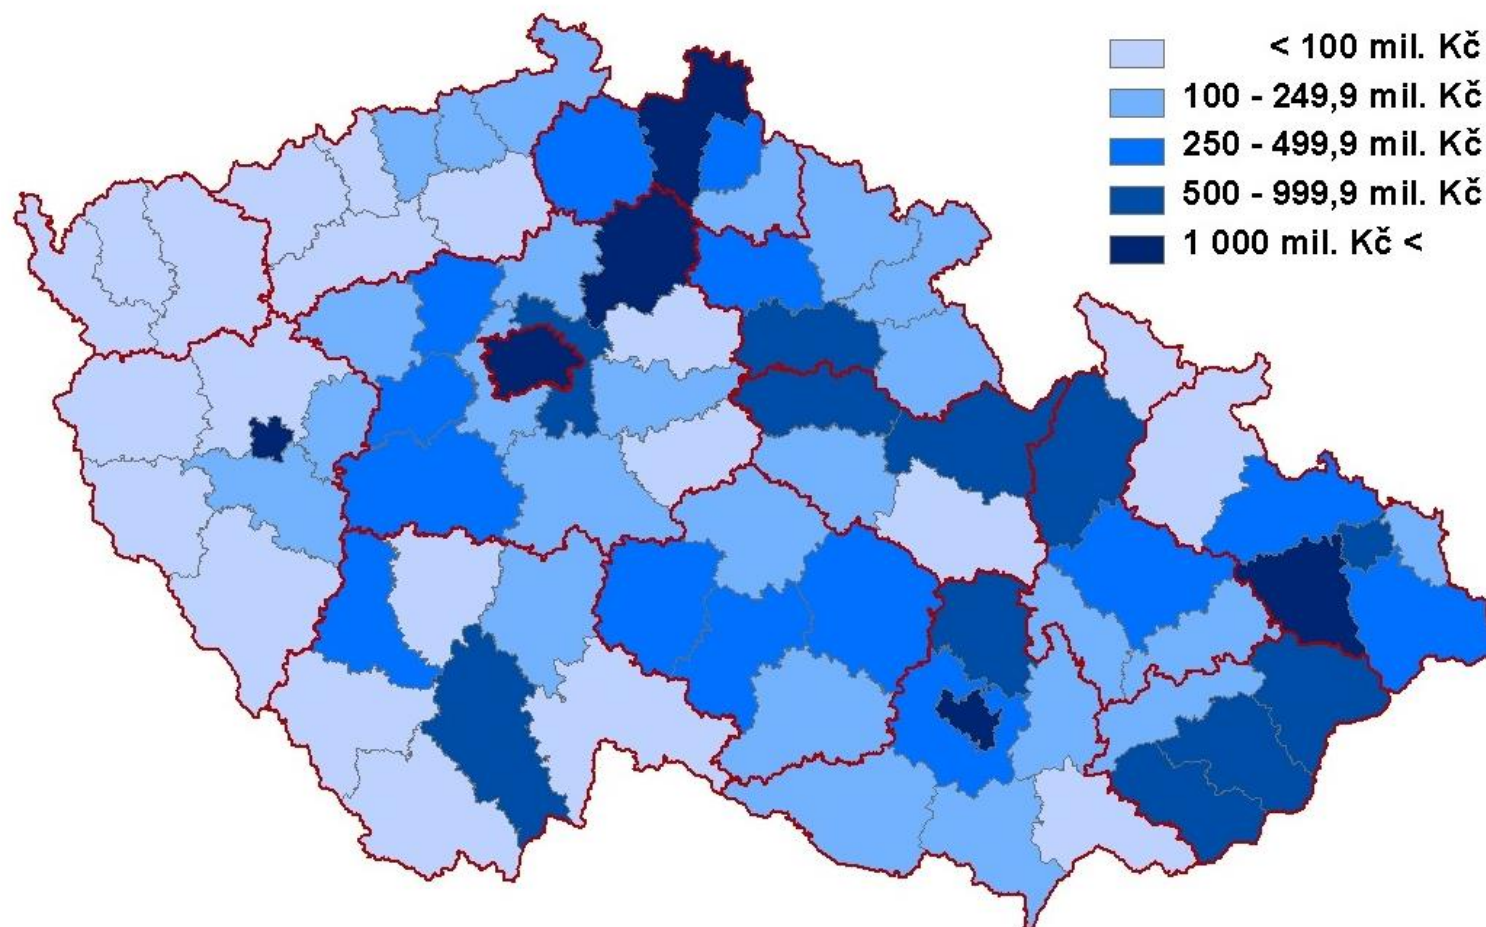 < 100 mil. Kč
100 - 249,9 mil. Kč
250 - 499,9 mil. Kč
500 - 999,9 mil. Kč
1 000 mil. Kč <